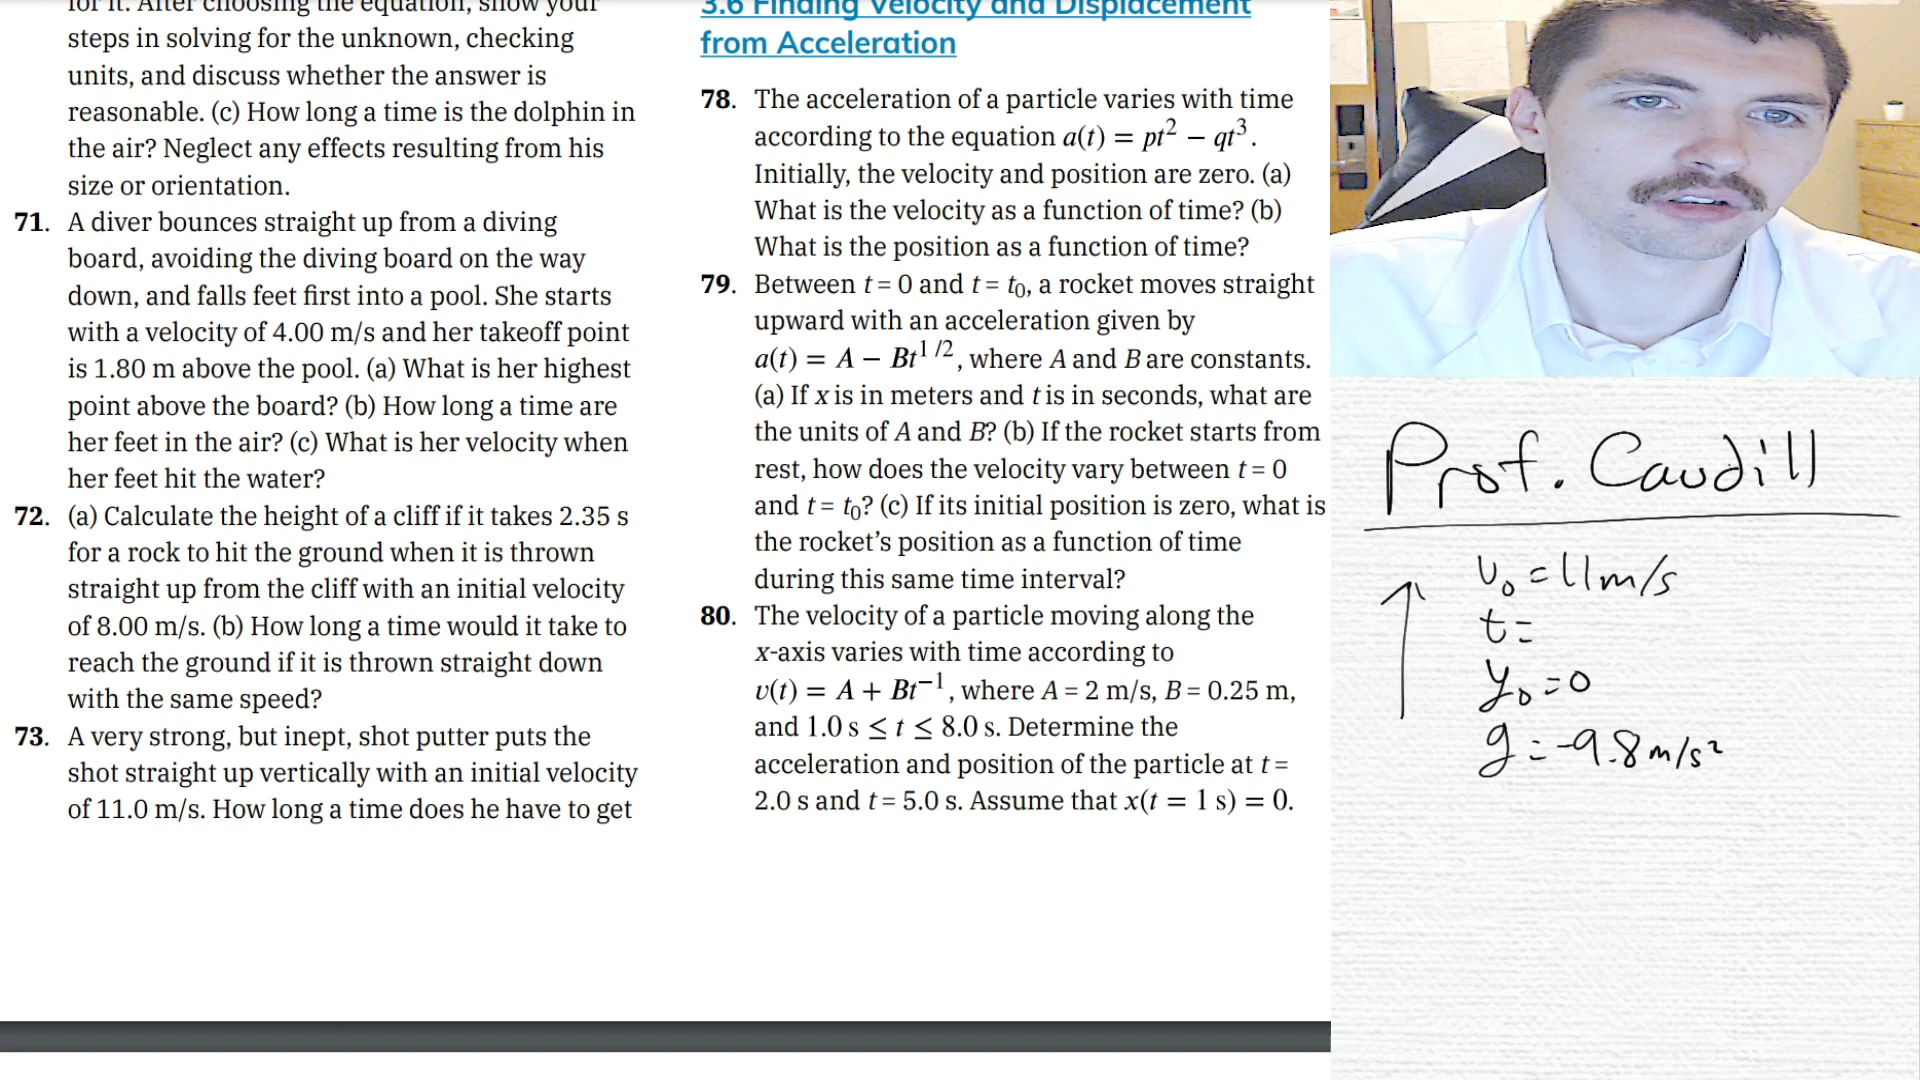 for it. After choosing the equation, show your
steps in solving for the unknown, checking
units, and discuss whether the answer is
reasonable. (c) How long a time is the dolphin in
the air? Neglect any effects resulting from his
size or orientation.
71. A diver bounces straight up from a diving
board, avoiding the diving board on the way
down, and falls feet first into a pool. She starts
with a velocity of 4.00 m/s and her takeoff point
is 1.80 m above the pool. (a) What is her highest
point above the board? (b) How long a time are
her feet in the air? (c) What is her velocity when
her feet hit the water?
72. (a) Calculate the height of a cliff if it takes 2.35 s
for a rock to hit the ground when it is thrown
straight up from the cliff with an initial velocity
of 8.00 m/s. (b) How long a time would it take to
reach the ground if it is thrown straight down
with the same speed?
73. A very strong, but inept, shot putter puts the
shot straight up vertically with an initial velocity
of 11.0 m/s. How long a time does he have to get
3.6 Finding Velocity and Displacement
from Acceleration
78. The acceleration of a particle varies with time
according to the equation a(t) = pt² − qt³.
Initially, the velocity and position are zero. (a)
What is the velocity as a function of time? (b)
What is the position as a function of time?
79. Between t = 0 and t = t₀, a rocket moves straight
upward with an acceleration given by
a(t) = A − Bt^1/2, where A and B are constants.
(a) If x is in meters and t is in seconds, what are
the units of A and B? (b) If the rocket starts from
rest, how does the velocity vary between t = 0
and t = t₀? (c) If its initial position is zero, what is
the rocket's position as a function of time
during this same time interval?
80. The velocity of a particle moving along the
x-axis varies with time according to
v(t) = A + Bt⁻¹, where A = 2 m/s, B = 0.25 m,
and 1.0 s ≤ t ≤ 8.0 s. Determine the
acceleration and position of the particle at t =
2.0 s and t = 5.0 s. Assume that x(t = 1 s) = 0.
Prof. Caudill
v₀ = 11m/s
t=
y₀=0
g=-9.8m/s²